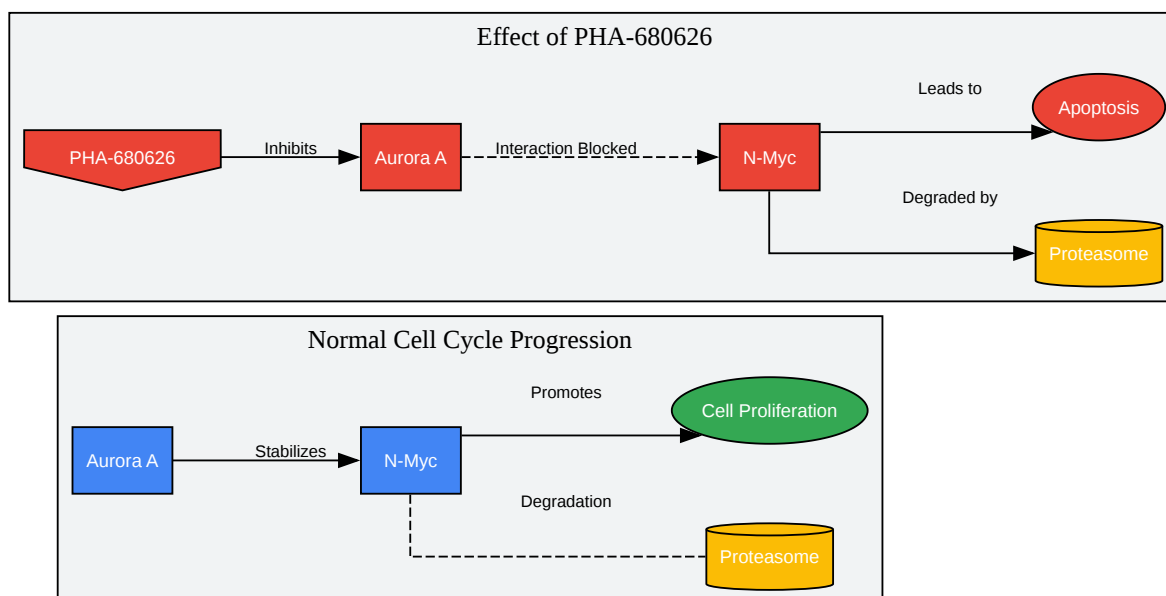 Effect of PHA-680626
Leads to
Apoptosis
PHA-680626
Inhibits
Aurora A
Interaction Blocked
N-Myc
Degraded by
Proteasome
Normal Cell Cycle Progression
Promotes
Cell Proliferation
Aurora A
Stabilizes
N-Myc
Degradation
Proteasome